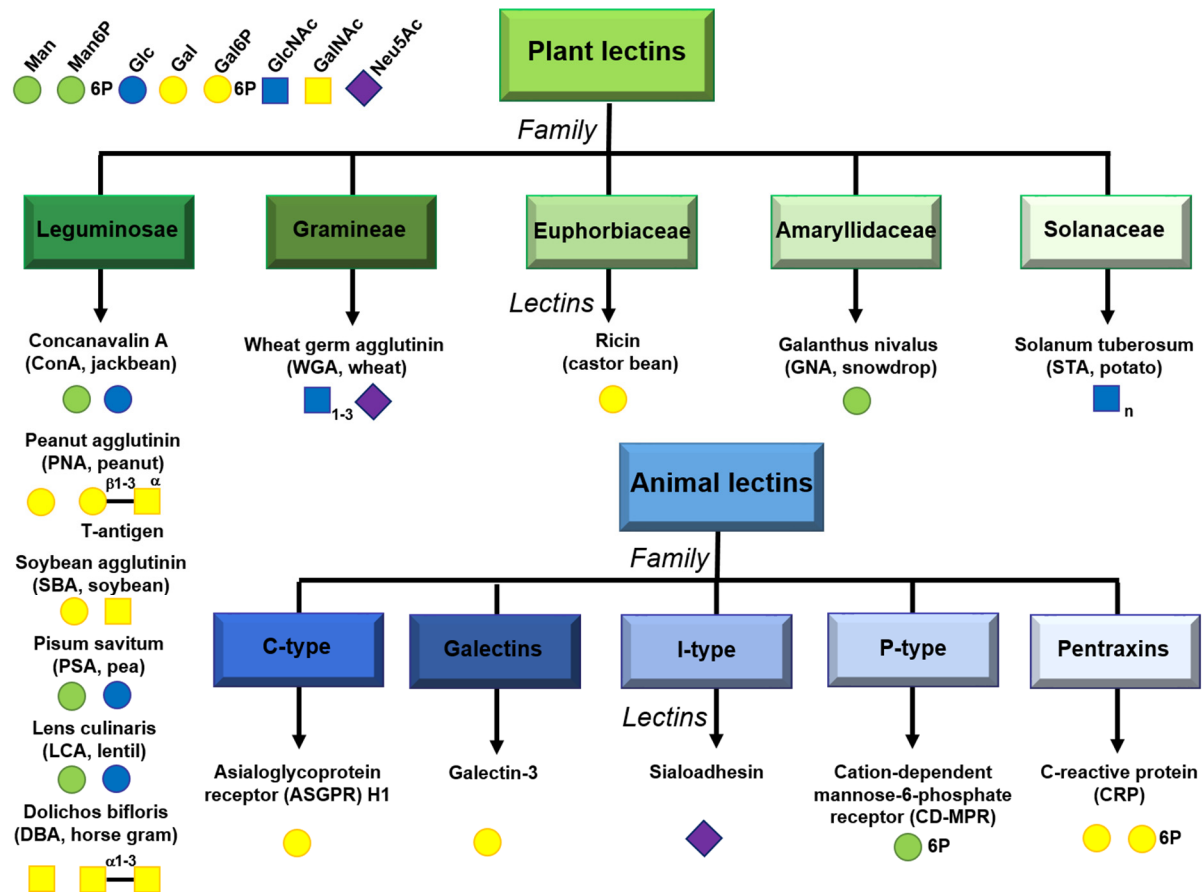 Man
Man6P
Glc
Gal
Gal6P
GlcNAc
GalNAc
Neu5Ac
6P
6P
Plant lectins
Family
Leguminosae
Gramineae
Euphorbiaceae
Amaryllidaceae
Solanaceae
Lectins
Concanavalin A
(ConA, jackbean)
Wheat germ agglutinin
(WGA, wheat)
1-3
Ricin
(castor bean)
Galanthus nivalus
(GNA, snowdrop)
Solanum tuberosum
(STA, potato)
n
Peanut agglutinin
(PNA, peanut)
β1-3
α
T-antigen
Soybean agglutinin
(SBA, soybean)
Pisum savitum
(PSA, pea)
Lens culinaris
(LCA, lentil)
Dolichos bifloris
(DBA, horse gram)
α1-3
Animal lectins
Family
C-type
Galectins
I-type
P-type
Pentraxins
Lectins
Asialoglycoprotein
receptor (ASGPR) H1
Galectin-3
Sialoadhesin
Cation-dependent
mannose-6-phosphate
receptor (CD-MPR)
6P
C-reactive protein
(CRP)
6P